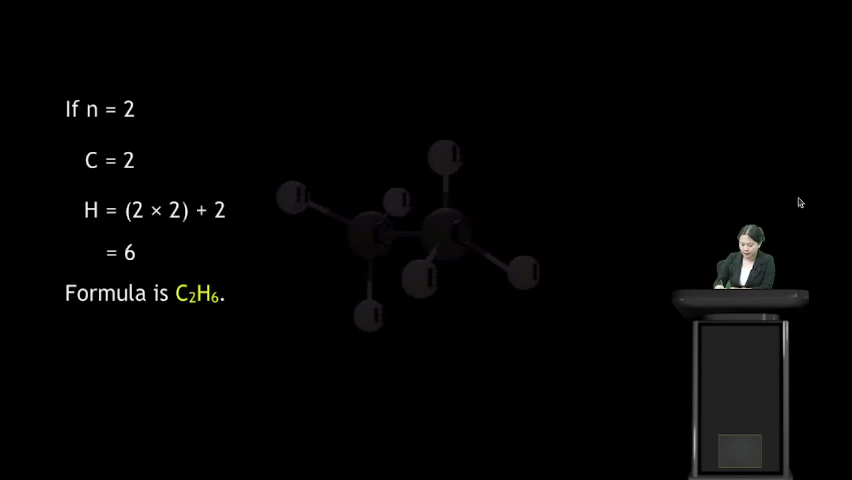 If n = 2
C = 2
H = (2 × 2) + 2
= 6
Formula is C₂H₆.